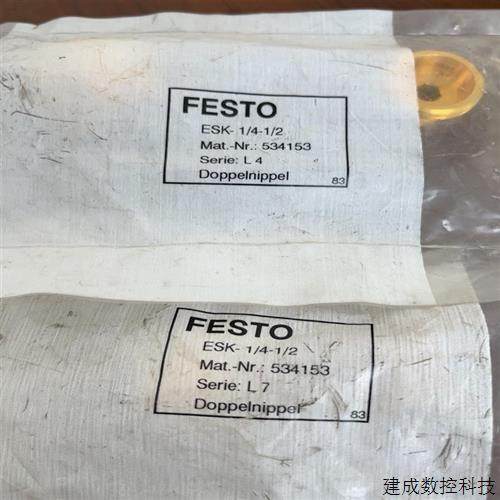 FESTO
ESK- 1/4-1/2
Mat.-Nr.: 534153
Serie: L 4
Doppelnippel
83
FESTO
ESK- 1/4-1/2
Mat.-Nr.: 534153
Serie: L 7
Doppelnippel
83
建成数控科技